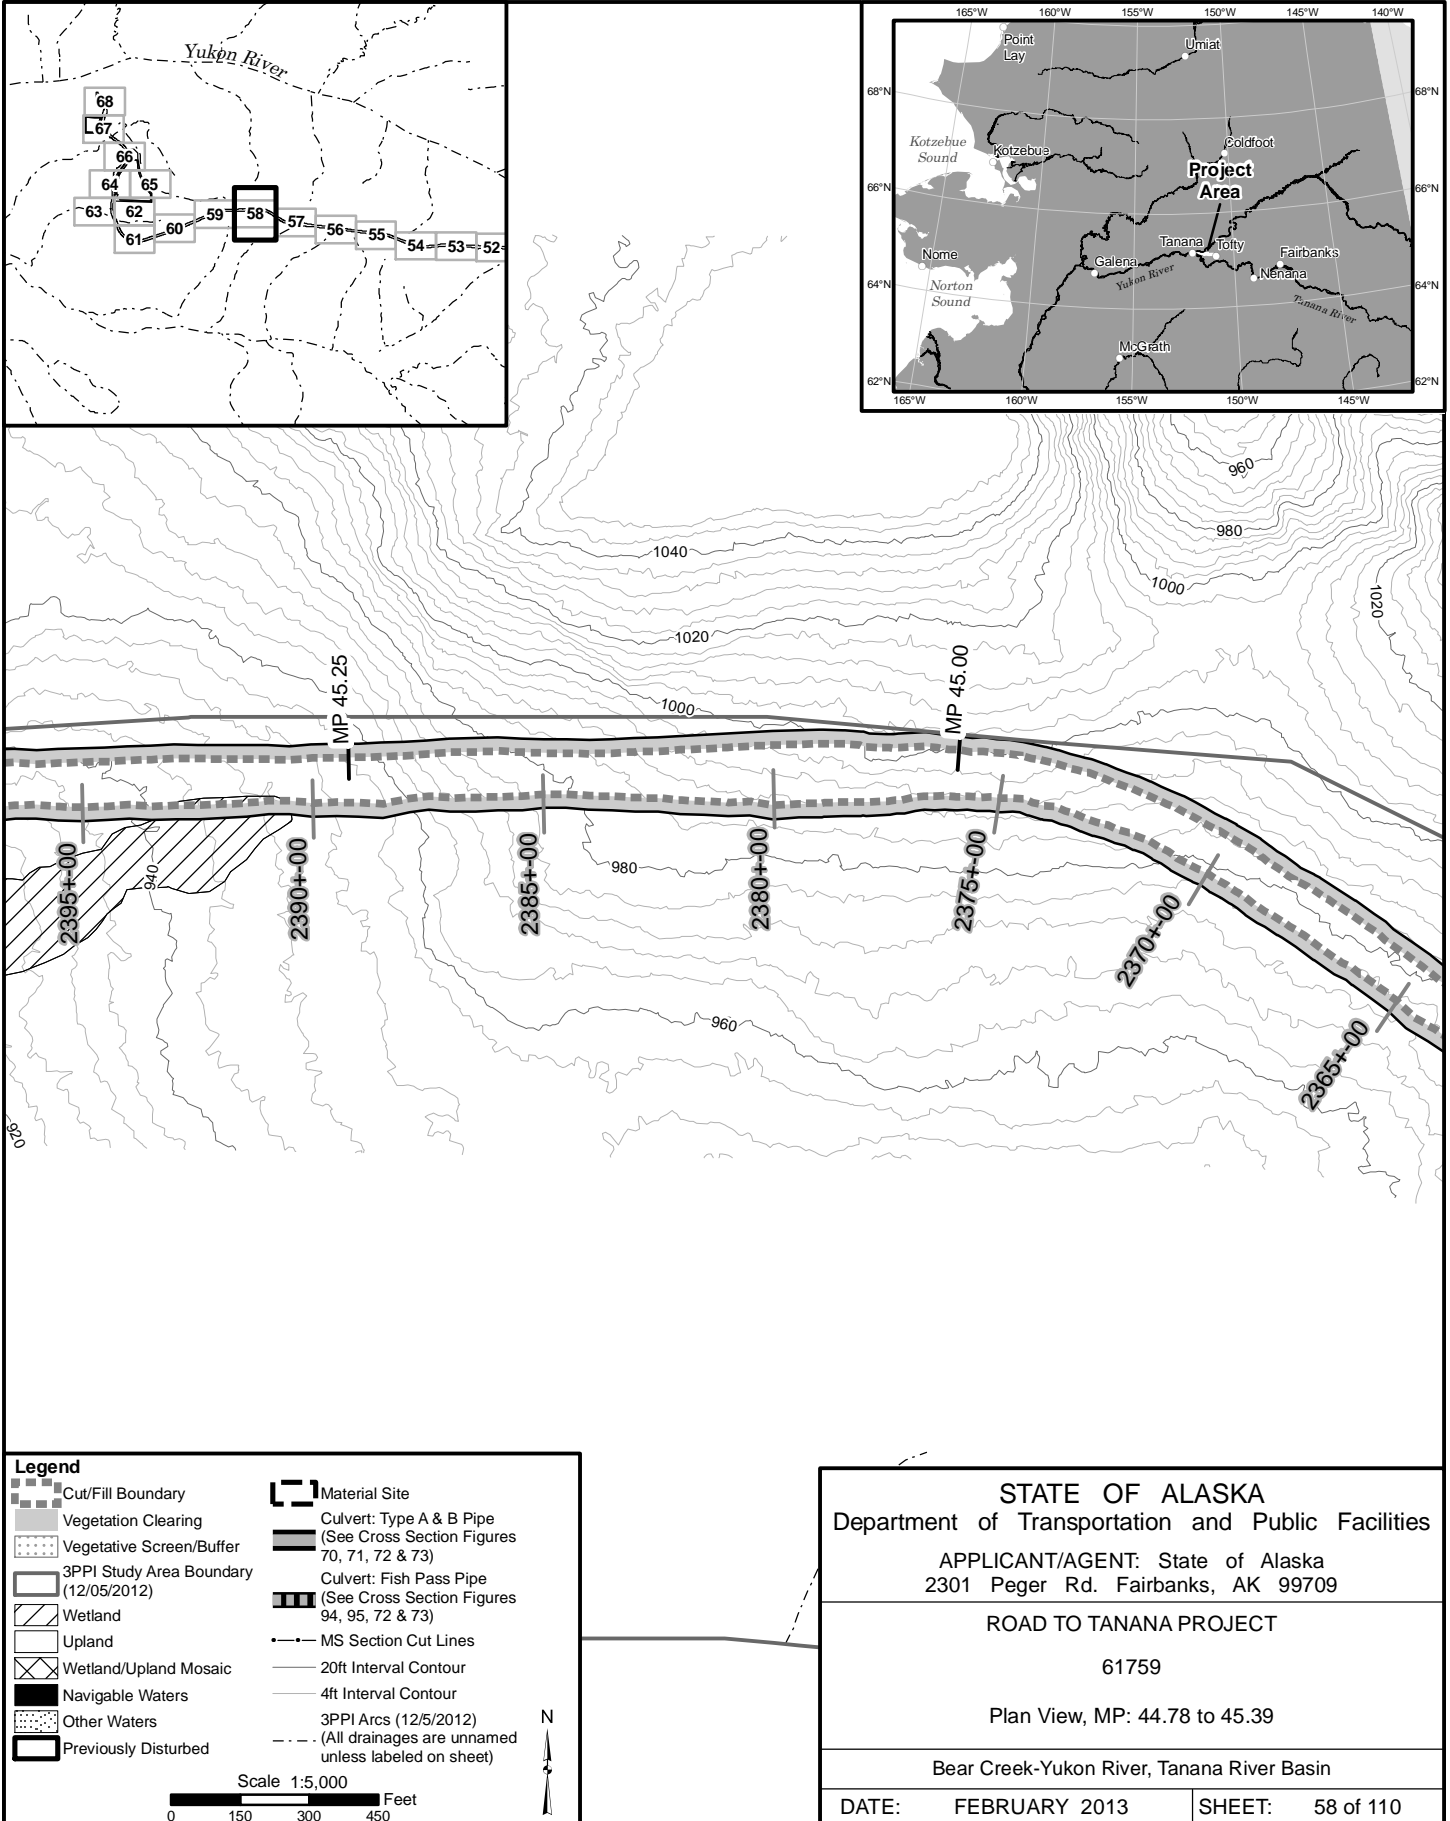 Yukon River
68
67
66
64
65
63
62
61
60
59
58
57
56
55
54
53
52
165°W
160°W
155°W
150°W
145°W
140°W
Point
Lay
Umiat
68°N
68°N
Kotzebue
Sound
Kotzebue
Coldfoot
Project
Area
66°N
66°N
Nome
Tanana
Tofty
Fairbanks
Galena
Nenana
Yukon River
Norton
Sound
Tanana River
64°N
64°N
McGrath
62°N
62°N
165°W
160°W
155°W
150°W
145°W
960
980
1040
1000
1020
1020
MP 45.25
MP 45.00
1000
940
980
2395+00
2390+00
2385+00
2380+00
2375+00
2370+00
2365+00
960
920
Legend
Cut/Fill Boundary
Vegetation Clearing
Vegetative Screen/Buffer
3PPI Study Area Boundary
(12/05/2012)
Wetland
Upland
Wetland/Upland Mosaic
Navigable Waters
Other Waters
Previously Disturbed
Material Site
Culvert: Type A & B Pipe
(See Cross Section Figures
70, 71, 72 & 73)
Culvert: Fish Pass Pipe
(See Cross Section Figures
94, 95, 72 & 73)
MS Section Cut Lines
20ft Interval Contour
4ft Interval Contour
3PPI Arcs (12/5/2012)
(All drainages are unnamed
unless labeled on sheet)
N
Scale 1:5,000
Feet
0 150 300 450
STATE OF ALASKA
Department of Transportation and Public Facilities
APPLICANT/AGENT: State of Alaska
2301 Peger Rd. Fairbanks, AK 99709
ROAD TO TANANA PROJECT
61759
Plan View, MP: 44.78 to 45.39
Bear Creek-Yukon River, Tanana River Basin
DATE: FEBRUARY 2013
SHEET: 58 of 110